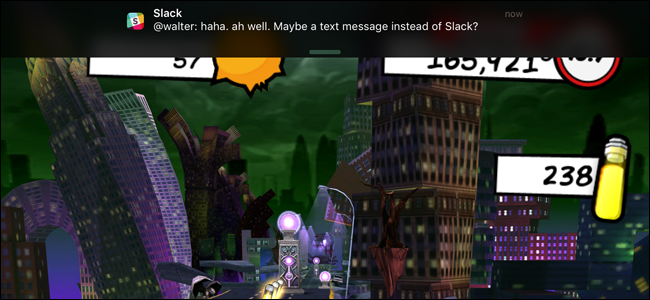 Slack
now
@walter: haha. ah well. Maybe a text message instead of Slack?
57
165,921
238